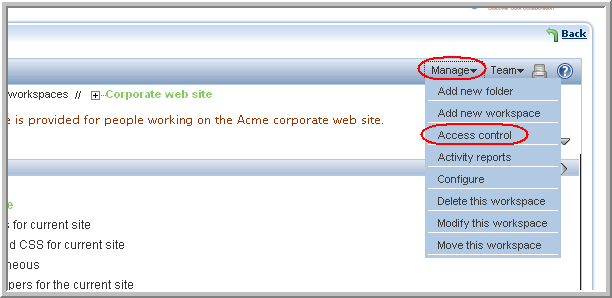 Back
Manage Team
workspaces // Corporate web site
e is provided for people working on the Acme corporate web site.
Add new folder
Add new workspace
Access control
Activity reports
Configure
Delete this workspace
Modify this workspace
Move this workspace
e
s for current site
d CSS for current site
neous
pers for the current site